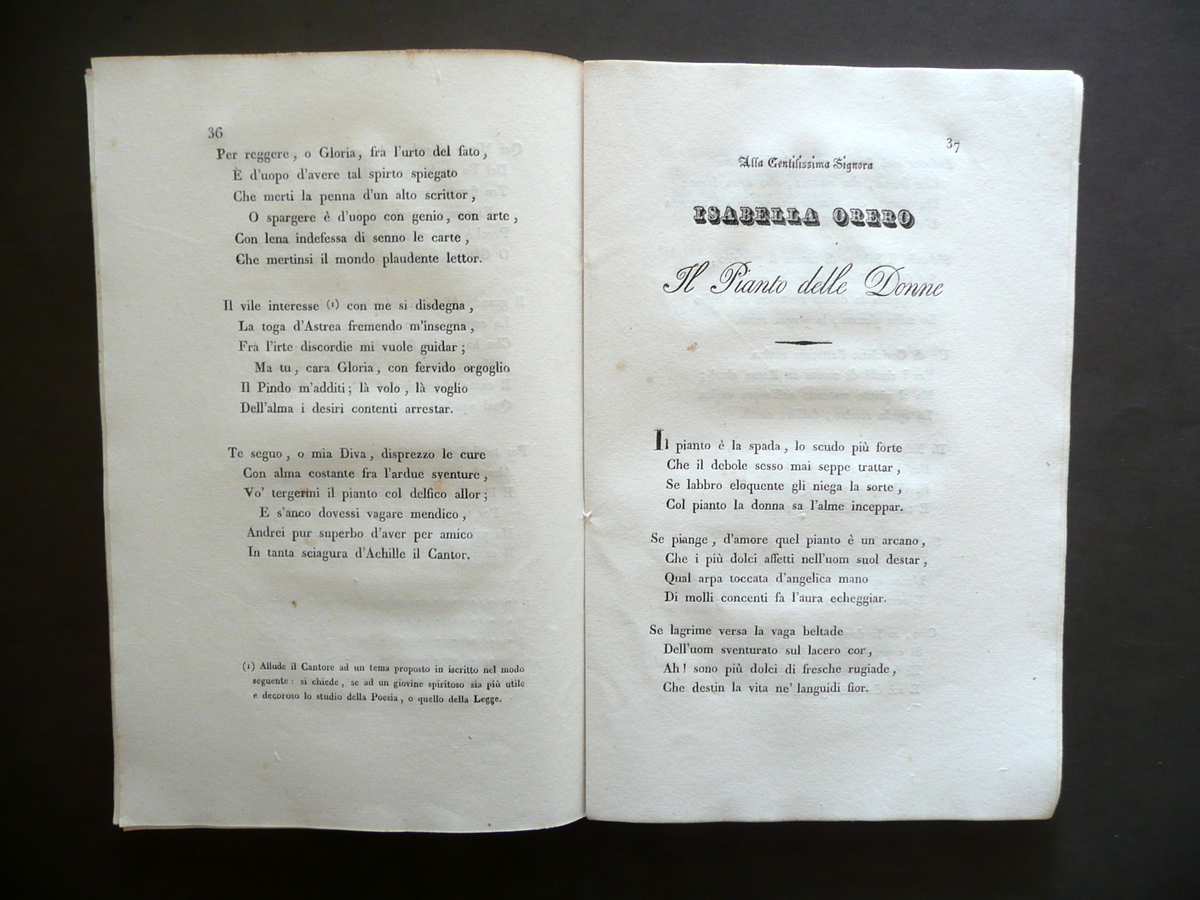 36
Per reggere, o Gloria, fra l'urto del fato,
È d'uopo d'avere tal spirto spiegato
Che merti la penna d'un alto scrittor,
O spargere è d'uopo con genio, con arte,
Con lena indefessa di senno le carte,
Che mertinsi il mondo plaudente lettor.
Il vile interesse (1) con me si disdegna,
La toga d'Astrea fremendo m'insegna,
Fra l'irte discordie mi vuole guidar;
Ma tu, cara Gloria, con fervido orgoglio
Il Pindo m'additi; là volo, là voglio
Dell'alma i desiri contenti arrestar.
Te seguo, o mia Diva, disprezzo le cure
Con alma costante fra l'ardue sventure,
Vo' tergermi il pianto col delfico allor;
E s'anco dovessi vagare mendico,
Andrei pur superbo d'aver per amico
In tanta sciagura d'Achille il Cantor.
(1) Allude il Cantore ad un tema proposto in iscritto nel modo
seguente: si chiede, se ad un giovine spiritoso sia più utile
e decoroso lo studio della Poesia, o quello della Legge.
37
Alla Gentilissima Signora
ISABELLA ORERO
Il Pianto delle Donne
Il pianto è la spada, lo scudo più forte
Che il debole sesso mai seppe trattar,
Se labbro eloquente gli niega la sorte,
Col pianto la donna sa l'alme inceppar.
Se piange, d'amore quel pianto è un arcano,
Che i più dolci affetti nell'uom suol destar,
Qual arpa toccata d'angelica mano
Di molli concenti fa l'aura echeggiar.
Se lagrime versa la vaga beltade
Dell'uom sventurato sul lacero cor,
Ah! sono più dolci di fresche rugiade,
Che destin la vita ne' languidi fior.